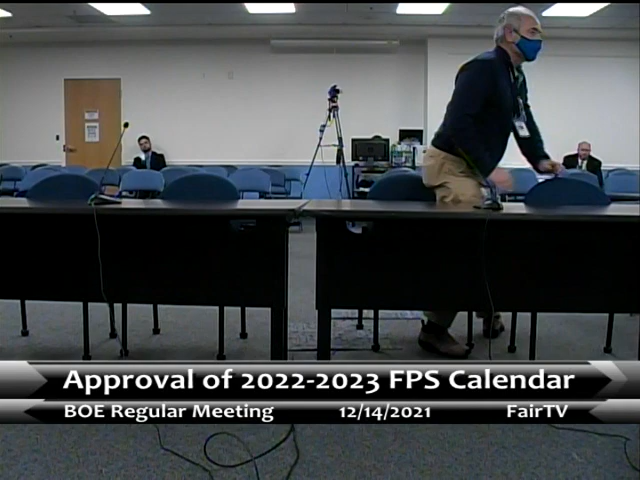 Approval of 2022-2023 FPS Calendar
BOE Regular Meeting 12/14/2021 FairTV